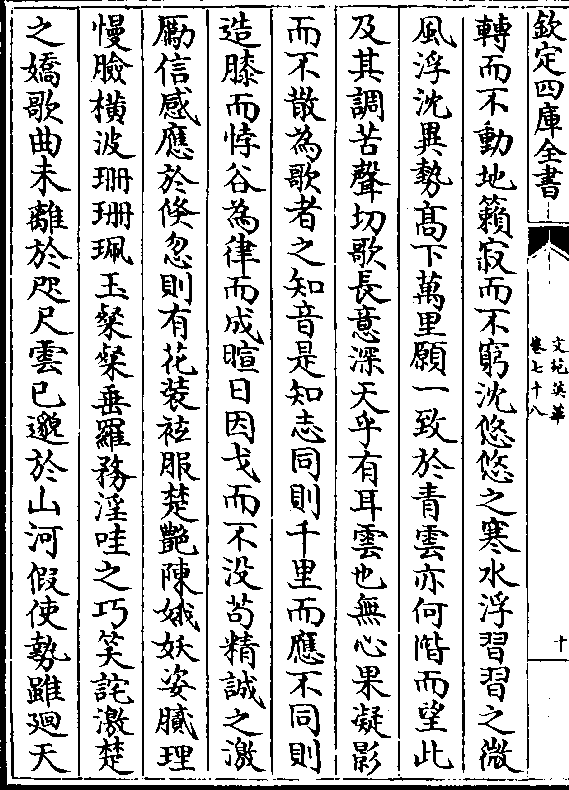 欽定四庫全書
文苑英華
卷七十八
十
轉而不動地籟寂而不窮沈悠悠之寒水浮習習之微
風浮沈異勢髙下萬里願一致於青雲亦何階而望此
及其調苦聲切歌長意深天乎有耳雲也無心果凝影
而不散為歌者之知音是知志同則千里而應不同則
造膝而悖谷為律而成暄日因戈而不没茍精誠之激
勵信感應於倐忽則有花装袪服楚艷陳娥妖姿膩理
慢臉橫波珊珊珮玉粲粲垂羅務淫哇之巧笑詫激楚
之嬌歌曲未離於咫尺雲已邈於山河假使勢雖廻天